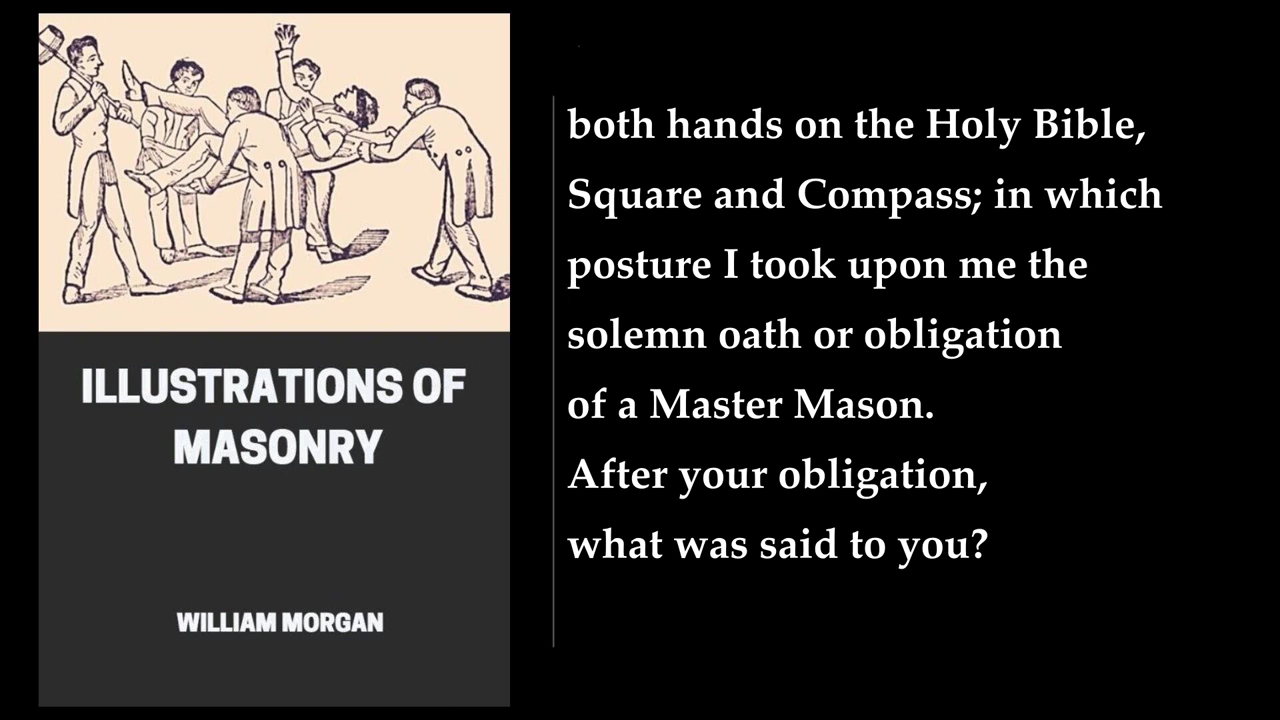 ILLUSTRATIONS OF
MASONRY
WILLIAM MORGAN
both hands on the Holy Bible,
Square and Compass; in which
posture I took upon me the
solemn oath or obligation
of a Master Mason.
After your obligation,
what was said to you?